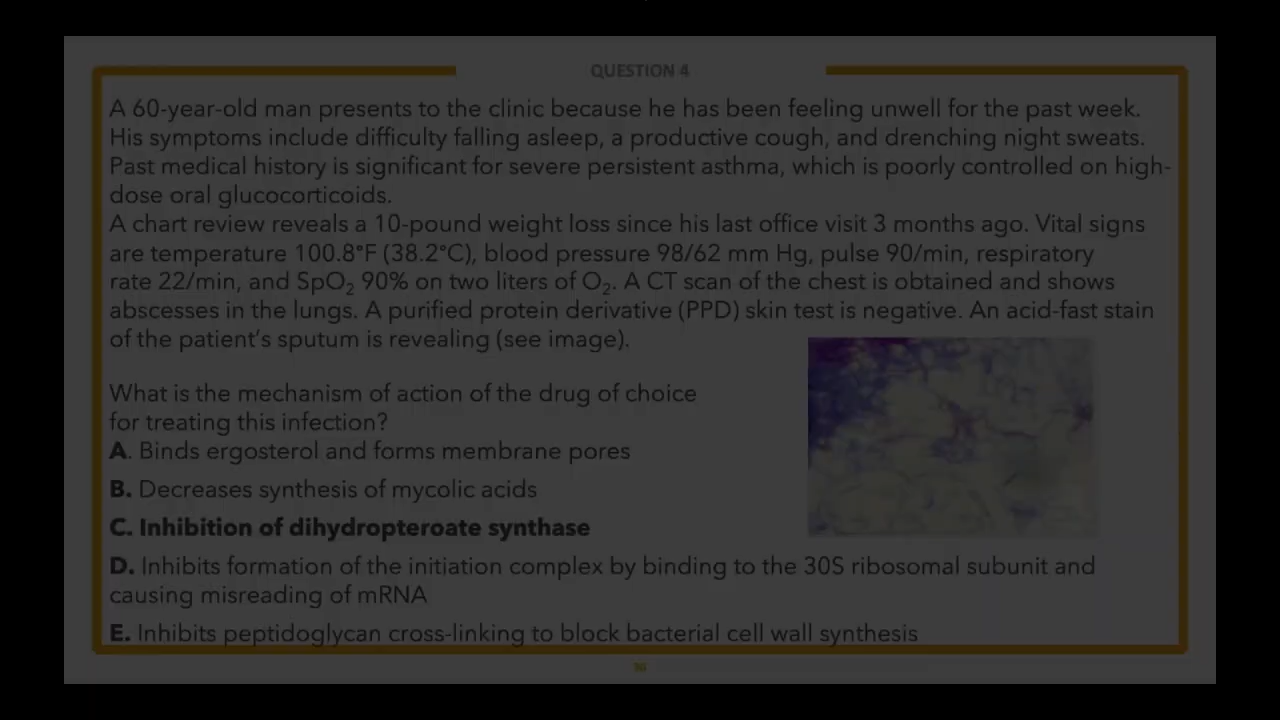 QUESTION 4
A 60-year-old man presents to the clinic because he has been feeling unwell for the past week.
His symptoms include difficulty falling asleep, a productive cough, and drenching night sweats.
Past medical history is significant for severe persistent asthma, which is poorly controlled on high-
dose oral glucocorticoids.
A chart review reveals a 10-pound weight loss since his last office visit 3 months ago. Vital signs
are temperature 100.8°F (38.2°C), blood pressure 98/62 mm Hg, pulse 90/min, respiratory
rate 22/min, and SpO₂ 90% on two liters of O₂. A CT scan of the chest is obtained and shows
abscesses in the lungs. A purified protein derivative (PPD) skin test is negative. An acid-fast stain
of the patient's sputum is revealing (see image).
What is the mechanism of action of the drug of choice
for treating this infection?
A. Binds ergosterol and forms membrane pores
B. Decreases synthesis of mycolic acids
C. Inhibition of dihydropteroate synthase
D. Inhibits formation of the initiation complex by binding to the 30S ribosomal subunit and
causing misreading of mRNA
E. Inhibits peptidoglycan cross-linking to block bacterial cell wall synthesis